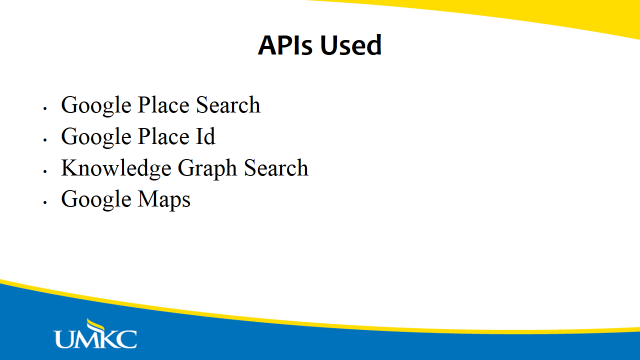 APIs Used
• Google Place Search
• Google Place Id
• Knowledge Graph Search
• Google Maps
UMKC